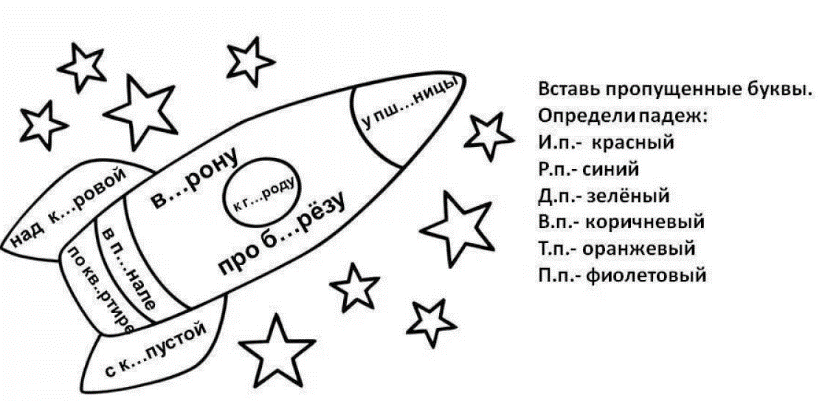 у пш...ницы
в...рону
к г...роду
про б...рёзу
над к...ровой
в п...нале
по кв..ртире
с к...пустой
Вставь пропущенные буквы.
Определи падеж:
И.п.- красный
Р.п.- синий
Д.п.- зелёный
В.п.- коричневый
Т.п.- оранжевый
П.п.- фиолетовый